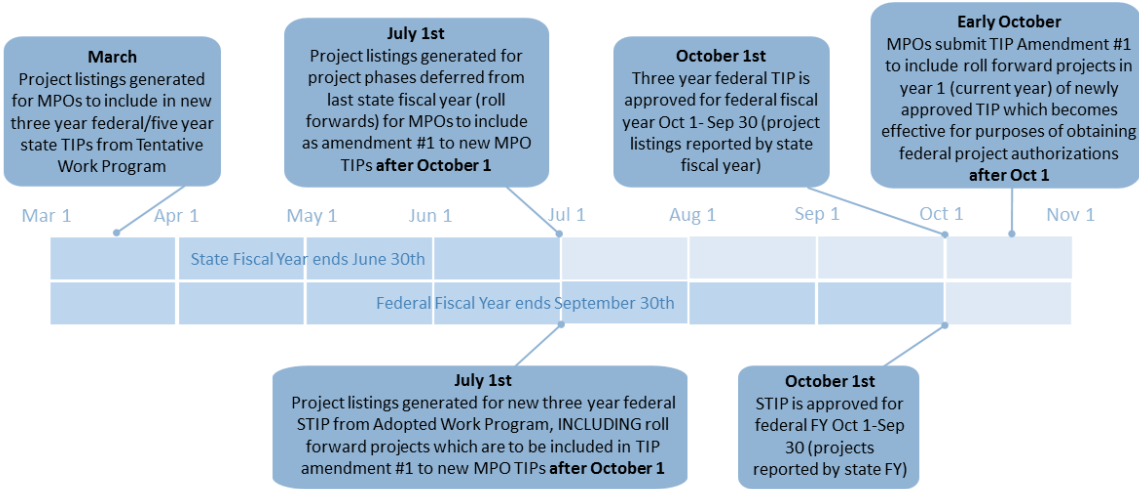 March
Project listings generated
for MPOs to include in new
three year federal/five year
state TIPs from Tentative
Work Program
July 1st
Project listings generated for
project phases deferred from
last state fiscal year (roll
forwards) for MPOs to include
as amendment #1 to new MPO
TIPs after October 1
October 1st
Three year federal TIP is
approved for federal fiscal
year Oct 1- Sep 30 (project
listings reported by state
fiscal year)
Early October
MPOs submit TIP Amendment #1
to include roll forward projects in
year 1 (current year) of newly
approved TIP which becomes
effective for purposes of obtaining
federal project authorizations
after Oct 1
Mar 1
Apr 1
May 1
Jun 1
Jul 1
Aug 1
Sep 1
Oct 1
Nov 1
State Fiscal Year ends June 30th
Federal Fiscal Year ends September 30th
July 1st
Project listings generated for new three year federal
STIP from Adopted Work Program, INCLUDING roll
forward projects which are to be included in TIP
amendment #1 to new MPO TIPs after October 1
October 1st
STIP is approved for
federal FY Oct 1-Sep
30 (projects
reported by state FY)